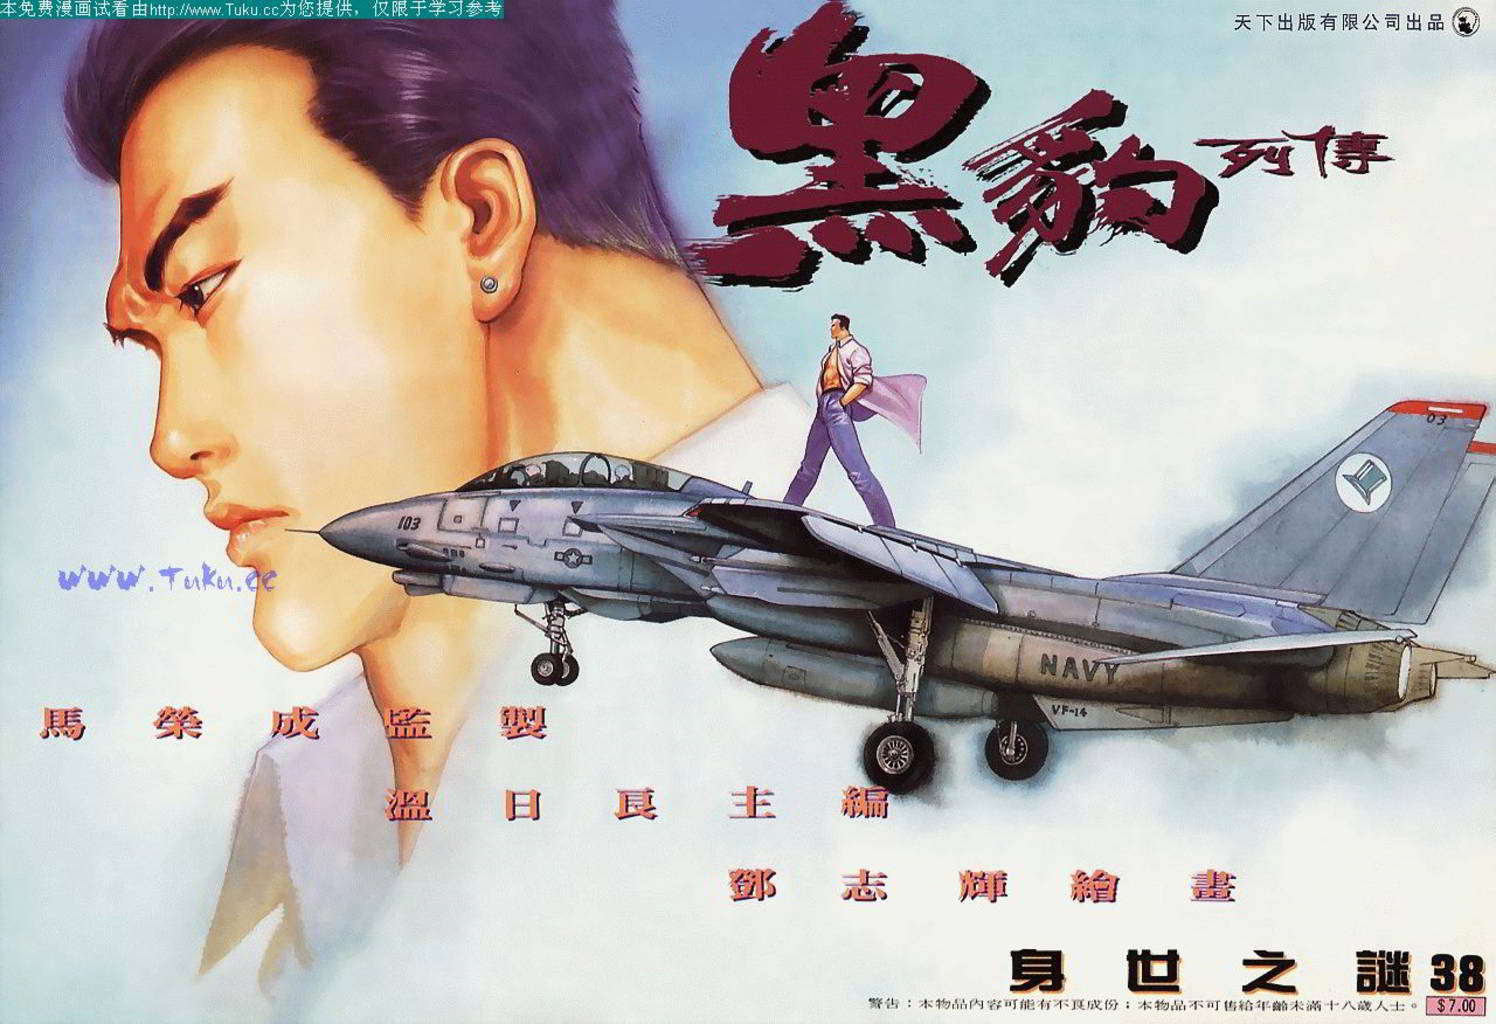 本免费漫画试看由http://www.Tuku.cc为您提供，仅限于学习参考
天下出版有限公司出品
黑豹列傳
03
103
www.Tuku.cc
NAVY
VF-14
馬榮成監製
溫日良主編
鄧志輝繪畫
身世之謎 38
警告：本物品內容可能有不良成份；本物品不可售給年齡未滿十八歲人士。 $7.00